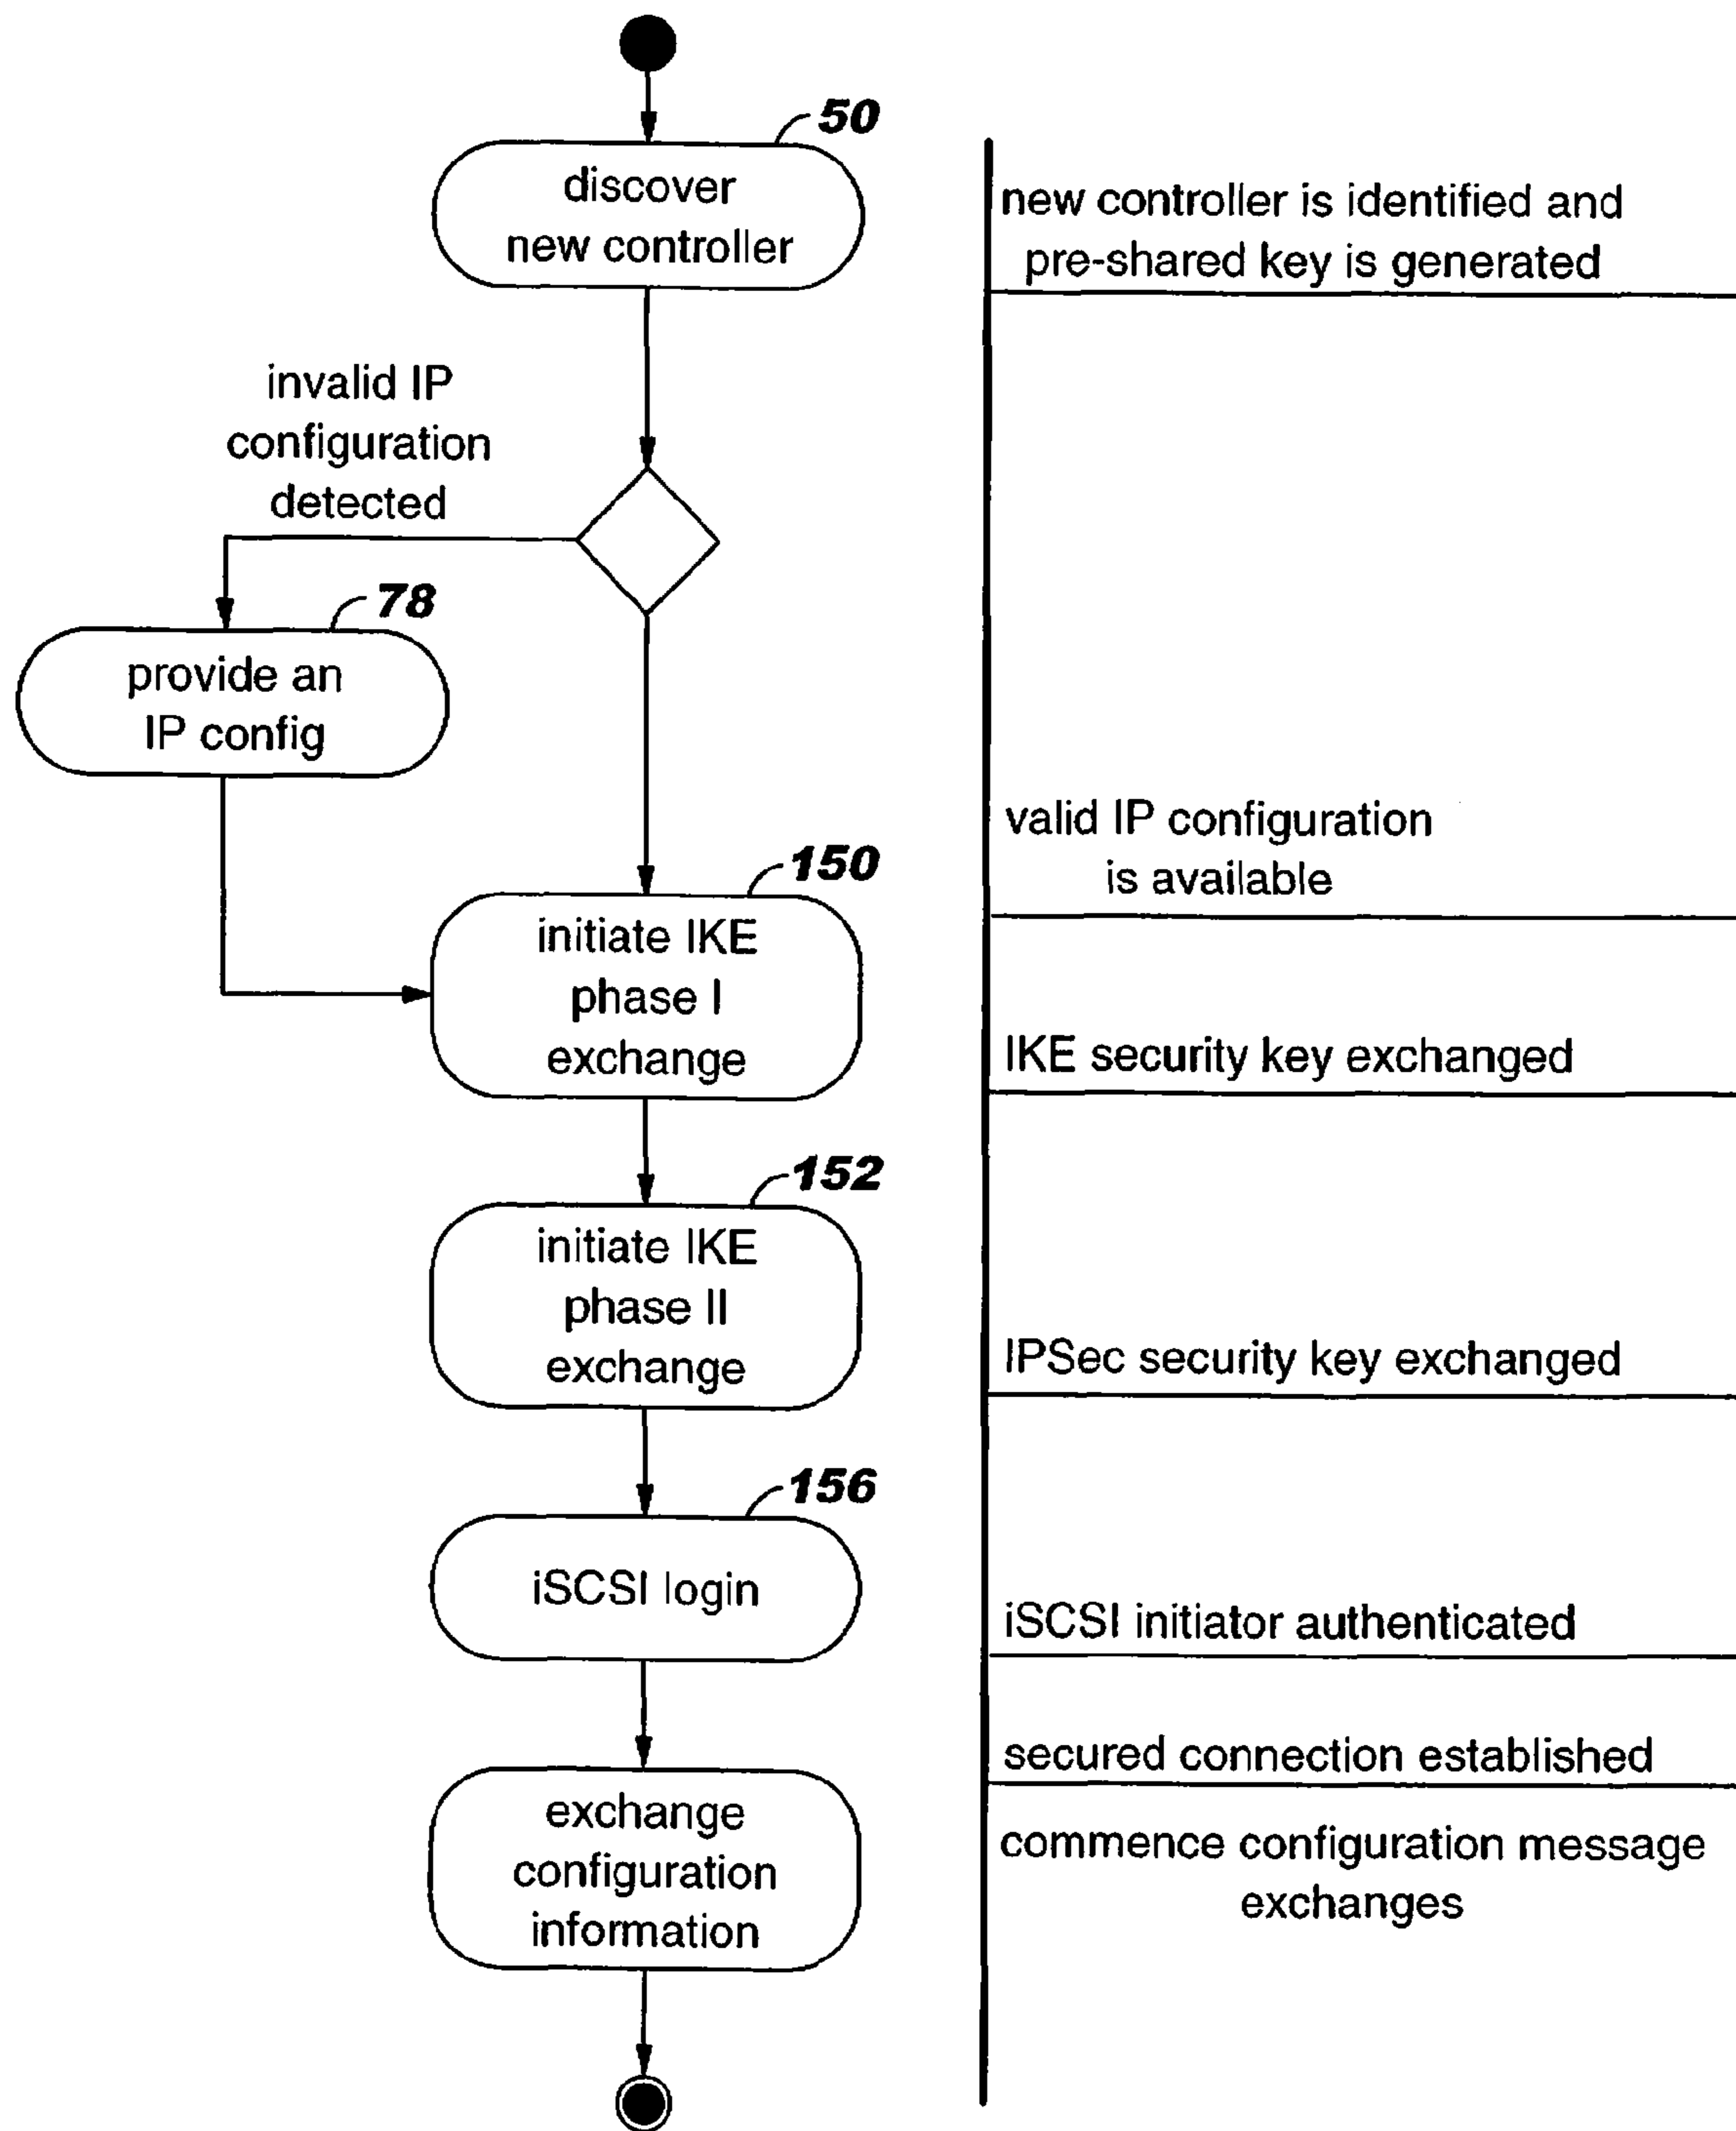 50
discover
new controller
new controller is identified and
pre-shared key is generated
invalid IP
configuration
detected
78
provide an
IP config
valid IP configuration
is available
150
initiate IKE
phase I
exchange
IKE security key exchanged
152
initiate IKE
phase II
exchange
IPSec security key exchanged
156
iSCSI login
iSCSI initiator authenticated
secured connection established
exchange
configuration
information
commence configuration message
exchanges